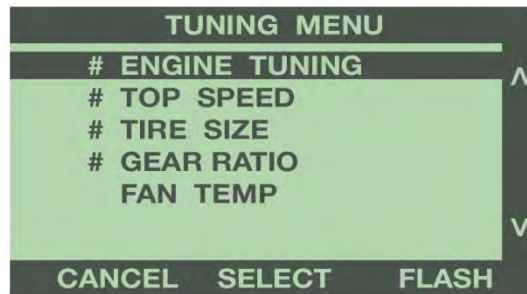 TUNING MENU
# ENGINE TUNING
# TOP SPEED
# TIRE SIZE
# GEAR RATIO
FAN TEMP
CANCEL SELECT FLASH